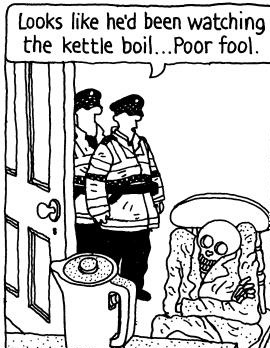 Looks like he'd been watching
the kettle boil...Poor fool.